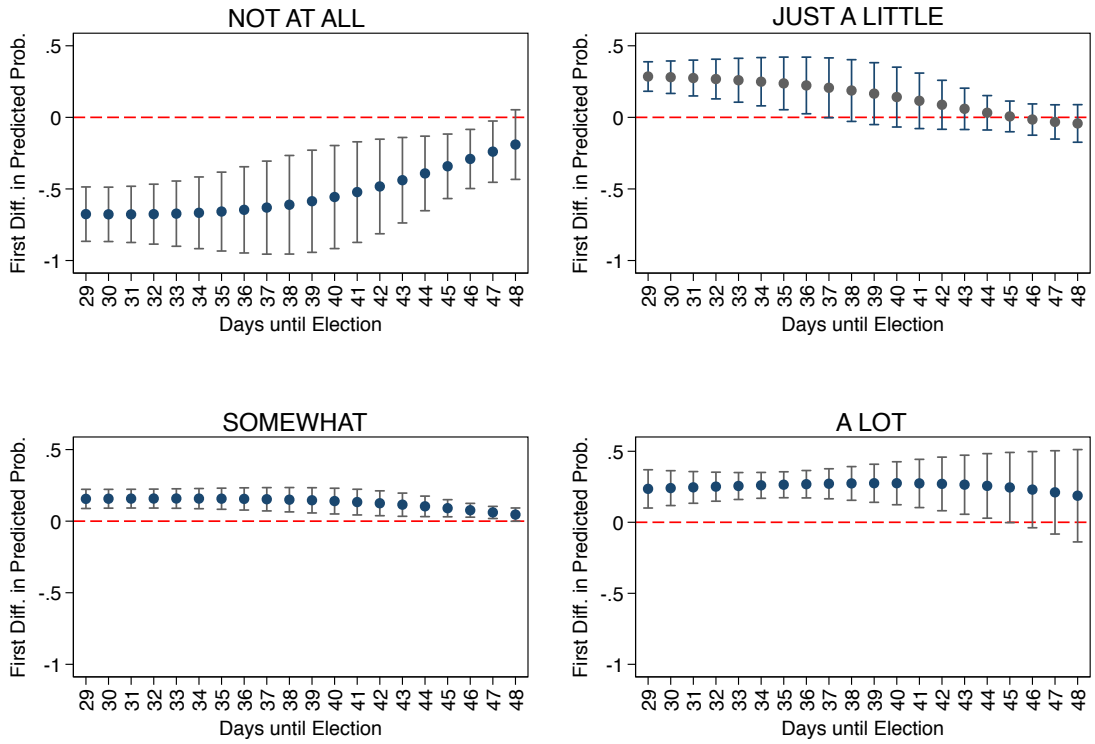 NOT AT ALL
First Diff. in Predicted Prob.
.5
0
-.5
-1
29 30 31 32 33 34 35 36 37 38 39 40 41 42 43 44 45 46 47 48
Days until Election
JUST A LITTLE
First Diff. in Predicted Prob.
.5
0
-.5
-1
29 30 31 32 33 34 35 36 37 38 39 40 41 42 43 44 45 46 47 48
Days until Election
SOMEWHAT
First Diff. in Predicted Prob.
.5
0
-.5
-1
29 30 31 32 33 34 35 36 37 38 39 40 41 42 43 44 45 46 47 48
Days until Election
A LOT
First Diff. in Predicted Prob.
.5
0
-.5
-1
29 30 31 32 33 34 35 36 37 38 39 40 41 42 43 44 45 46 47 48
Days until Election